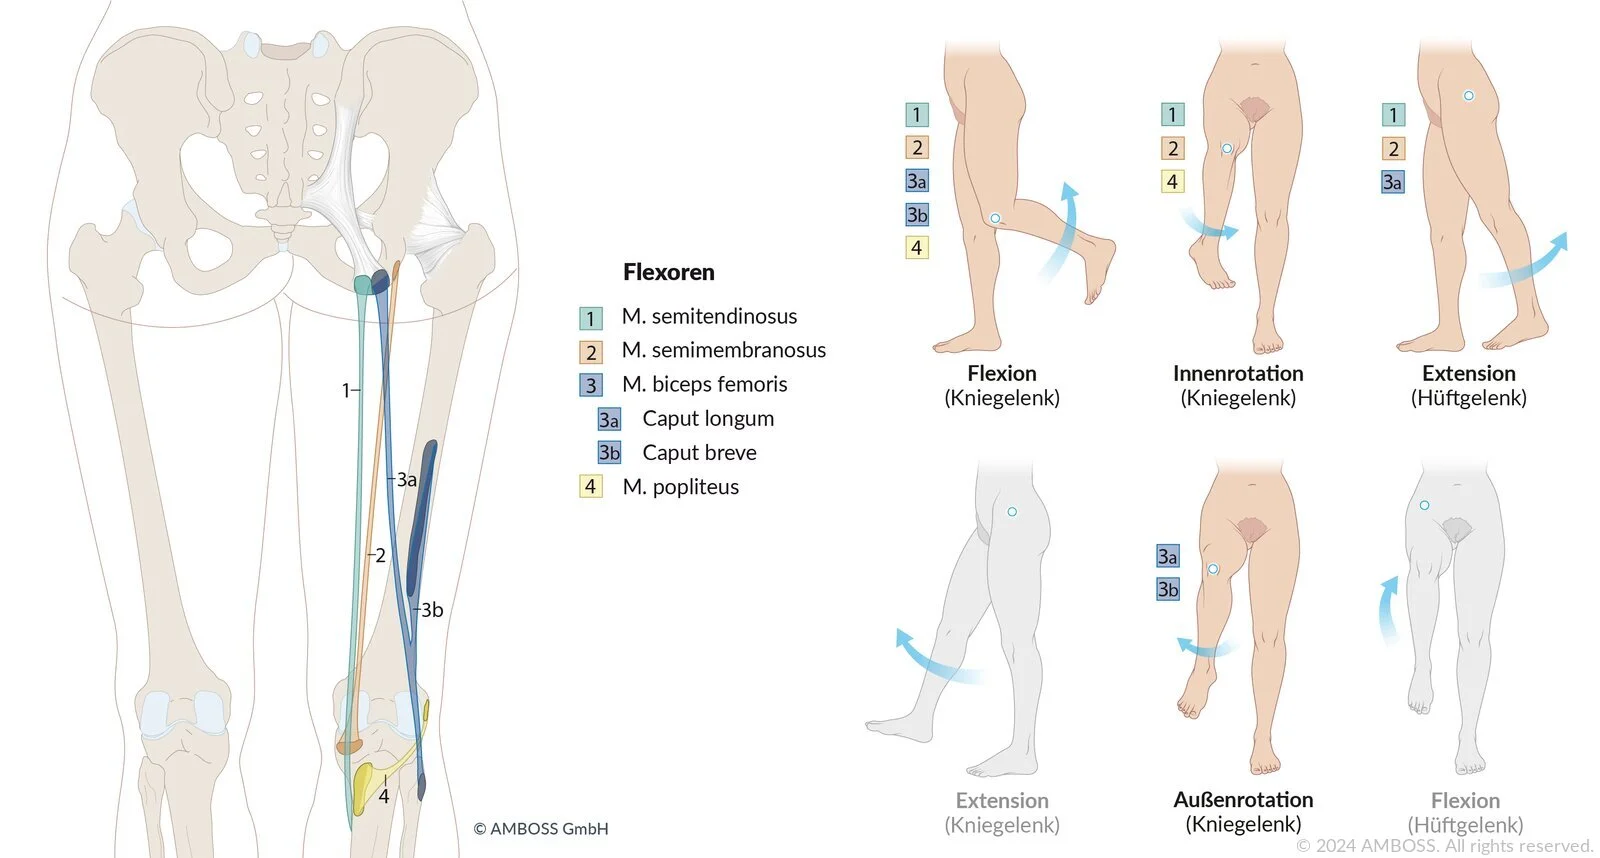 1
3a
2
3b
4
© AMBOSS GmbH
Flexoren
1 M. semitendinosus
2 M. semimembranosus
3 M. biceps femoris
3a Caput longum
3b Caput breve
4 M. popliteus
1
2
3a
3b
4
Flexion
(Kniegelenk)
1
2
4
Innenrotation
(Kniegelenk)
1
2
3a
Extension
(Hüftgelenk)
Extension
(Kniegelenk)
3a
3b
Außenrotation
(Kniegelenk)
Flexion
(Hüftgelenk)
© 2024 AMBOSS. All rights reserved.